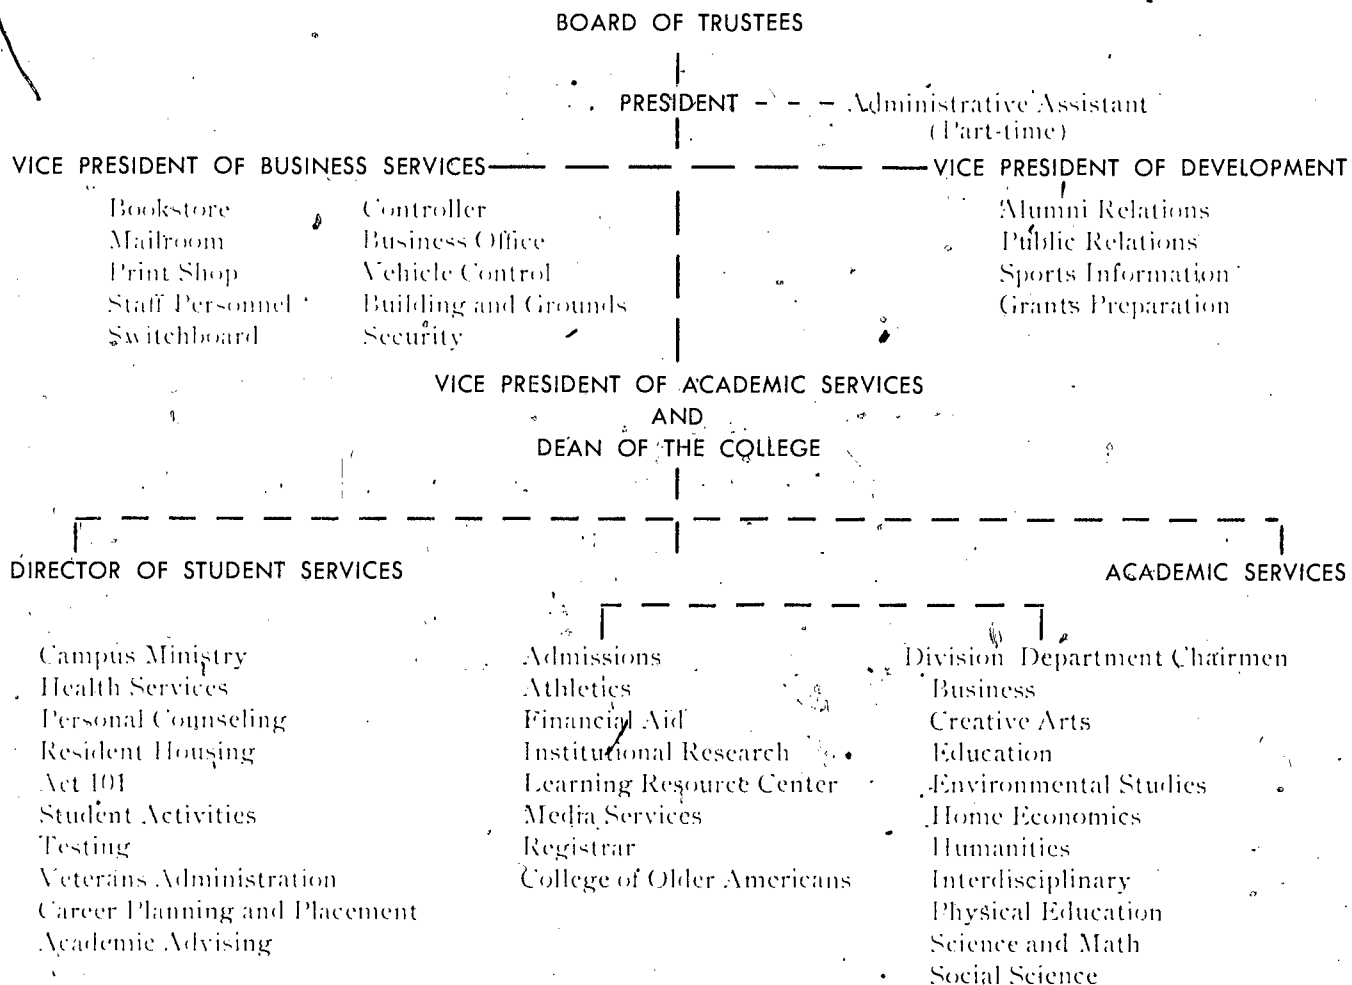 BOARD OF TRUSTEES
PRESIDENT - - - Administrative Assistant
(Part-time)
VICE PRESIDENT OF BUSINESS SERVICES
VICE PRESIDENT OF DEVELOPMENT
Bookstore
Mailroom
Print Shop
Staff Personnel
Switchboard
Controller
Business Office
Vehicle Control
Building and Grounds
Security
Alumni Relations
Public Relations
Sports Information
Grants Preparation
VICE PRESIDENT OF ACADEMIC SERVICES
AND
DEAN OF THE COLLEGE
DIRECTOR OF STUDENT SERVICES
ACADEMIC SERVICES
Campus Ministry
Health Services
Personal Counseling
Resident Housing
Act 101
Student Activities
Testing
Veterans Administration
Career Planning and Placement
Academic Advising
Admissions
Athletics
Financial Aid
Institutional Research
Learning Resource Center
Media Services
Registrar
College of Older Americans
Division Department Chairmen
Business
Creative Arts
Education
Environmental Studies
Home Economics
Humanities
Interdisciplinary
Physical Education
Science and Math
Social Science